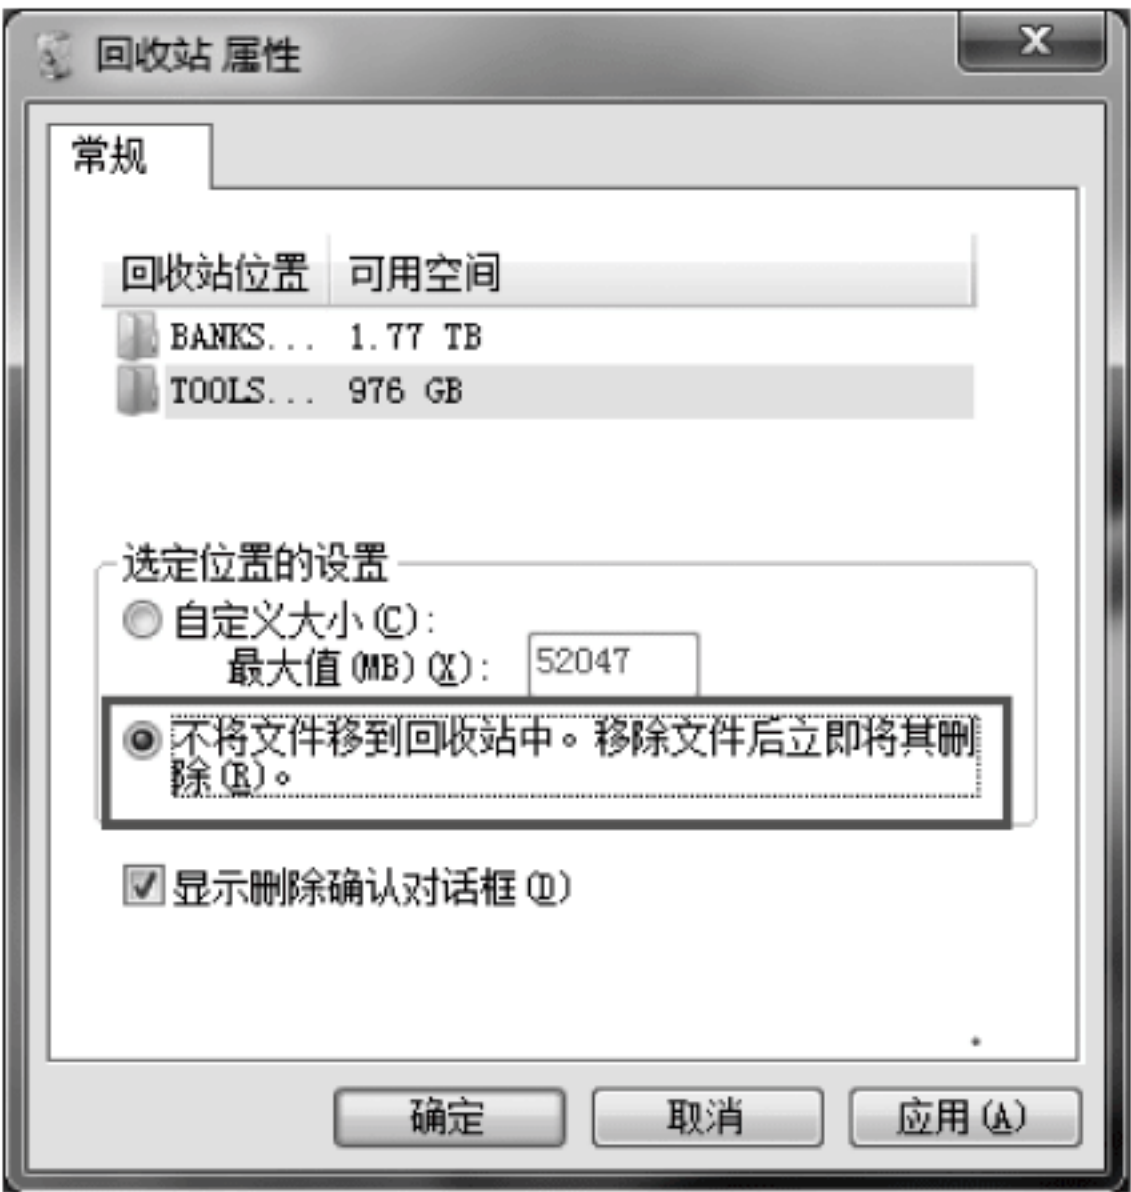 回收站 属性
常规
回收站位置 可用空间
BANKS... 1.77 TB
TOOLS... 976 GB
选定位置的设置
自定义大小(C):
最大值(MB)(X): 52047
不将文件移到回收站中。移除文件后立即将其删
除(R)。
显示删除确认对话框(D)
确定 取消 应用(A)